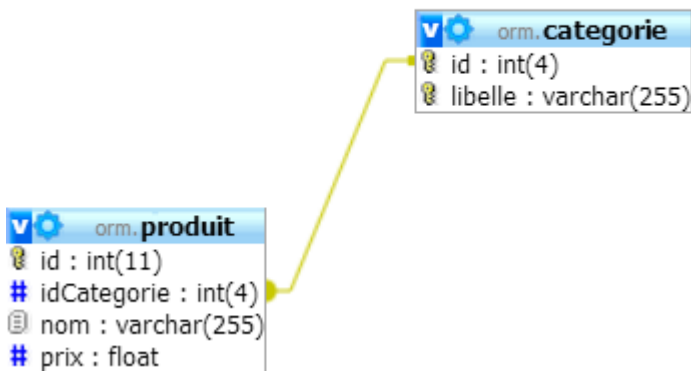 v orm.categorie
id : int(4)
libelle : varchar(255)
v orm.produit
id : int(11)
# idCategorie : int(4)
nom : varchar(255)
# prix : float